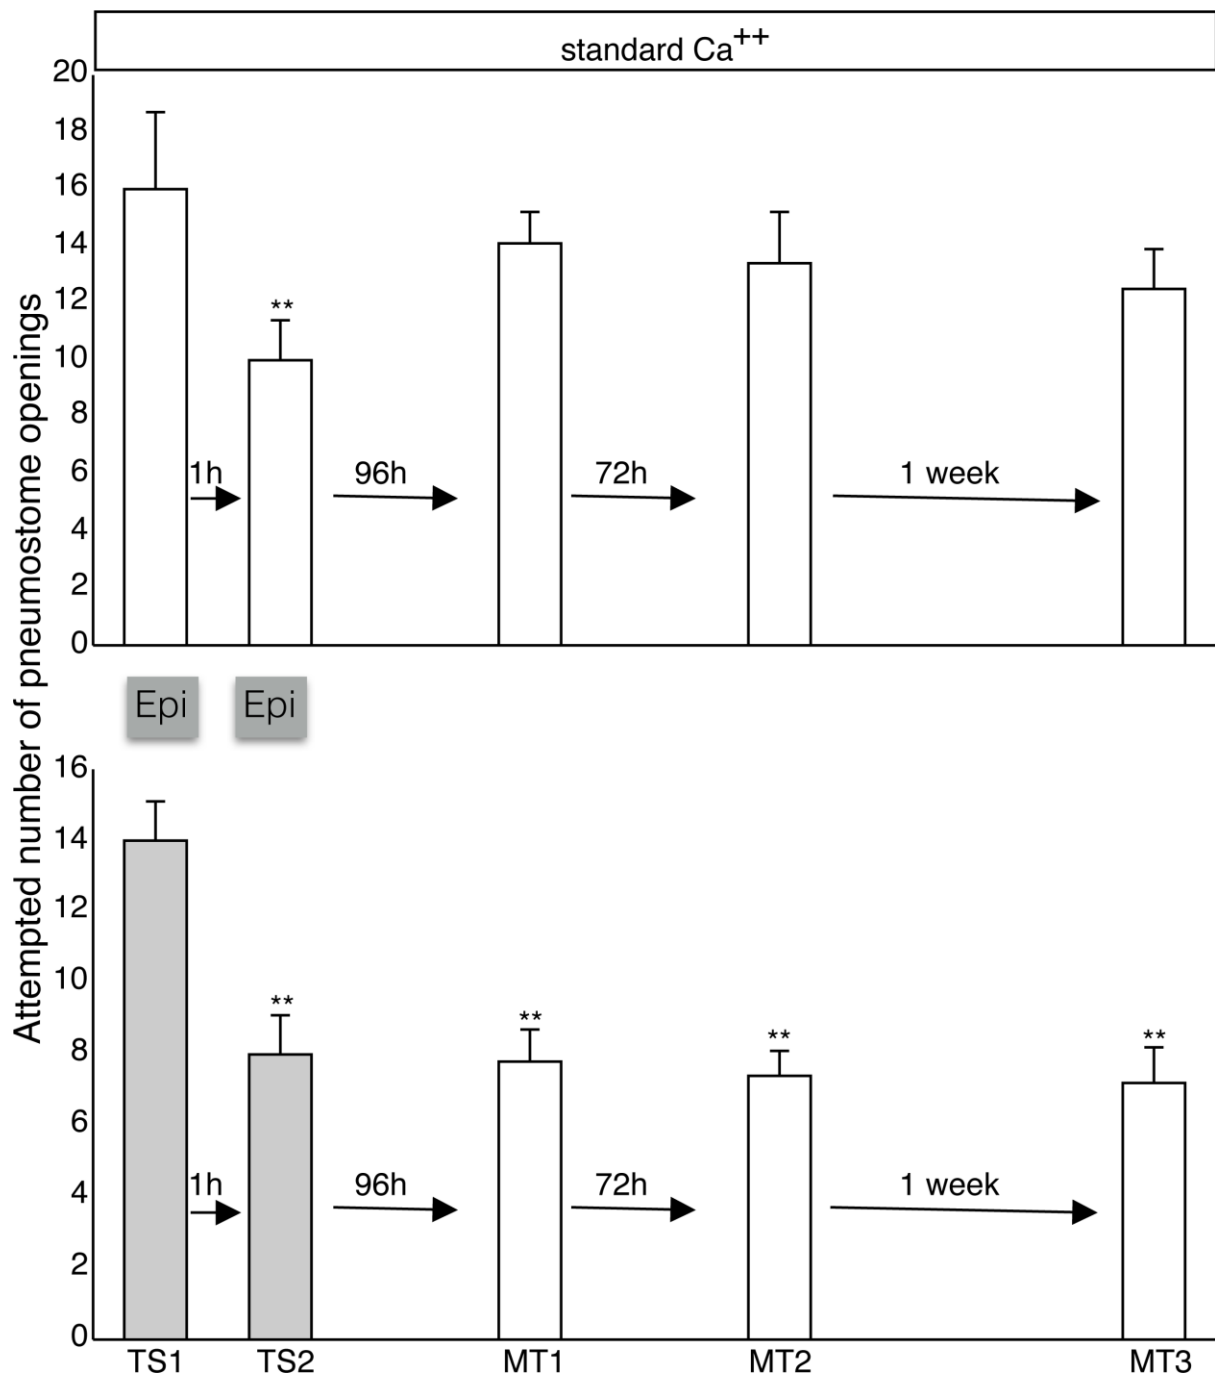 standard Ca++
Attempted number of pneumostome openings
20
18
16
14
12
10
8
6
4
2
0
**
1h
96h
72h
1 week
Epi
Epi
16
14
12
10
8
6
4
2
0
**
**
**
**
1h
96h
72h
1 week
TS1
TS2
MT1
MT2
MT3